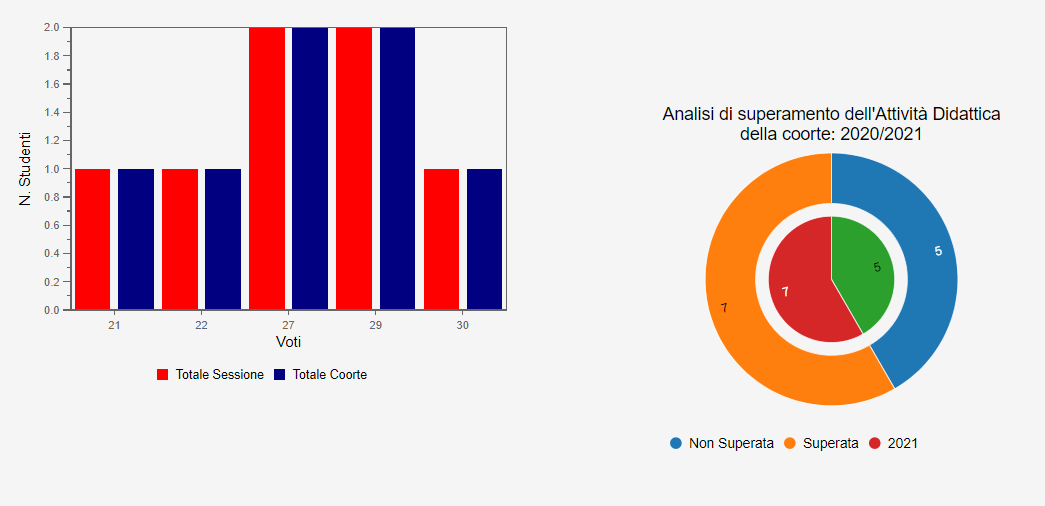 2.0
1.8
1.6
1.4
1.2
1.0
0.8
0.6
0.4
0.2
0.0
N. Studenti
21 22 27 29 30
Voti
Totale Sessione Totale Coorte
Analisi di superamento dell'Attività Didattica
della coorte: 2020/2021
5
5
7
7
Non Superata Superata 2021